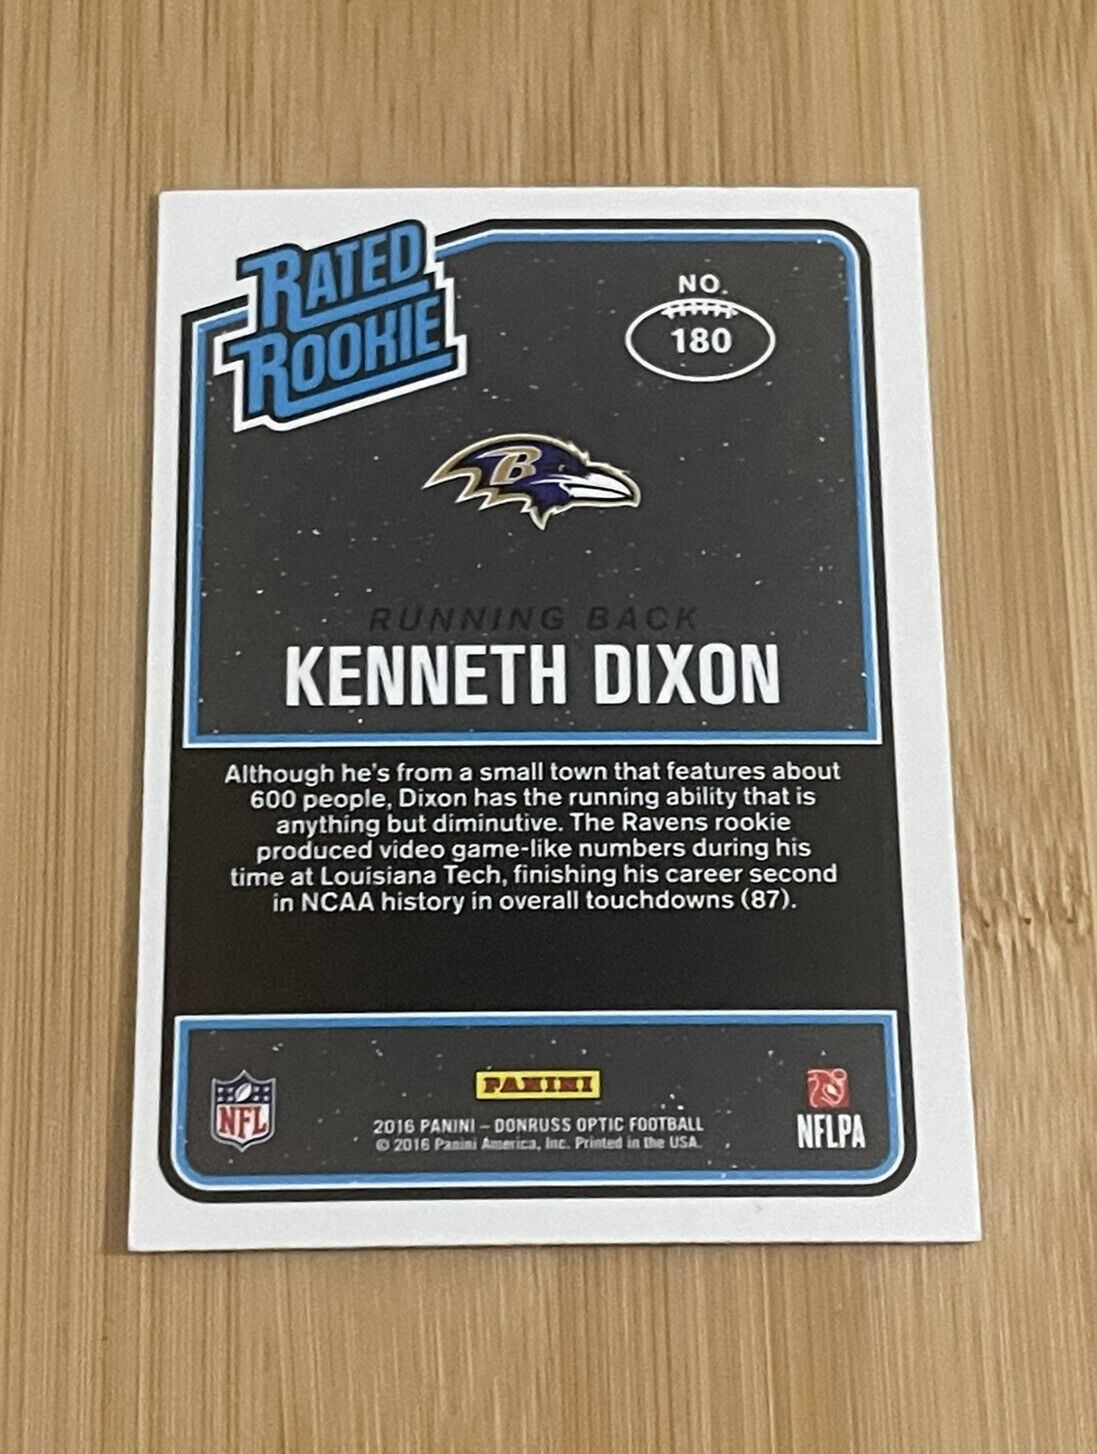 RATED
ROOKIE
NO.
180
B
RUNNING BACK
KENNETH DIXON
Although he's from a small town that features about
600 people, Dixon has the running ability that is
anything but diminutive. The Ravens rookie
produced video game-like numbers during his
time at Louisiana Tech, finishing his career second
in NCAA history in overall touchdowns (87).
NFL
PANINI
2016 PANINI – DONRUSS OPTIC FOOTBALL
© 2016 Panini America, Inc. Printed in the USA.
NFLPA